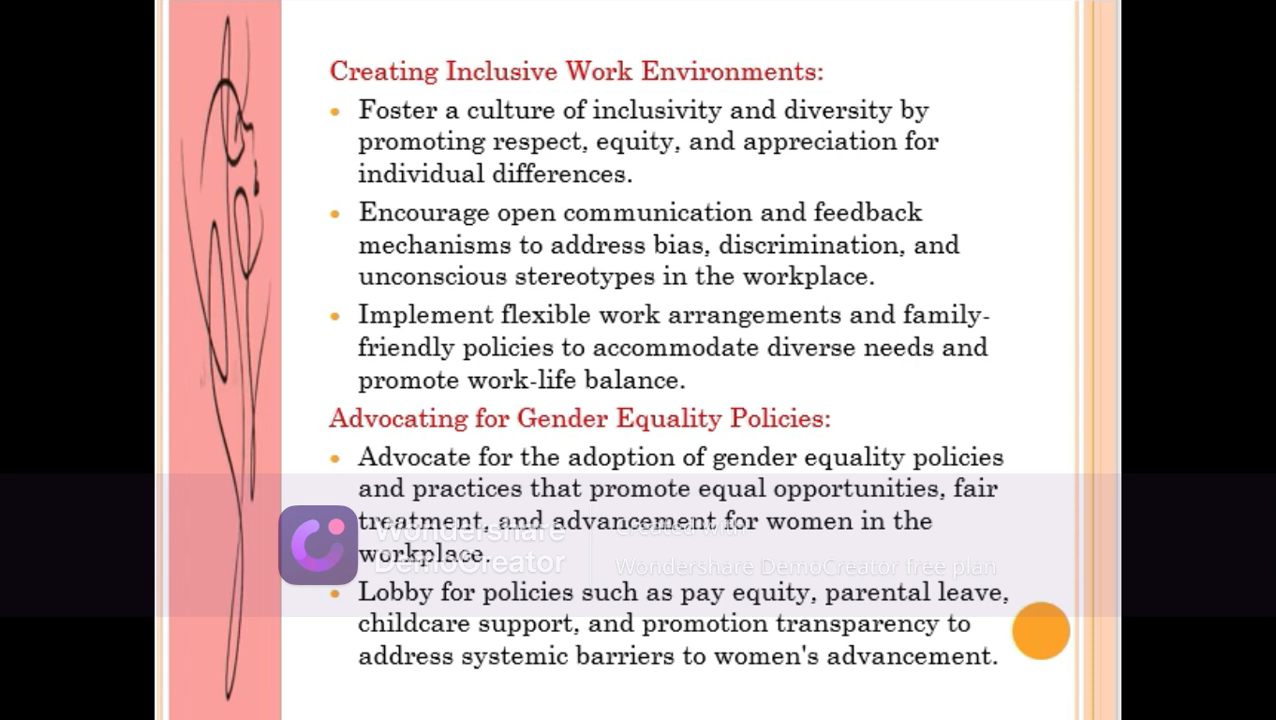 Creating Inclusive Work Environments:
• Foster a culture of inclusivity and diversity by
promoting respect, equity, and appreciation for
individual differences.
• Encourage open communication and feedback
mechanisms to address bias, discrimination, and
unconscious stereotypes in the workplace.
• Implement flexible work arrangements and family-
friendly policies to accommodate diverse needs and
promote work-life balance.
Advocating for Gender Equality Policies:
• Advocate for the adoption of gender equality policies
and practices that promote equal opportunities, fair
treatment, and advancement for women in the
workplace.
• Lobby for policies such as pay equity, parental leave,
childcare support, and promotion transparency to
address systemic barriers to women's advancement.
Wondershare
DemoCreator
Created with
Wondershare DemoCreator free plan